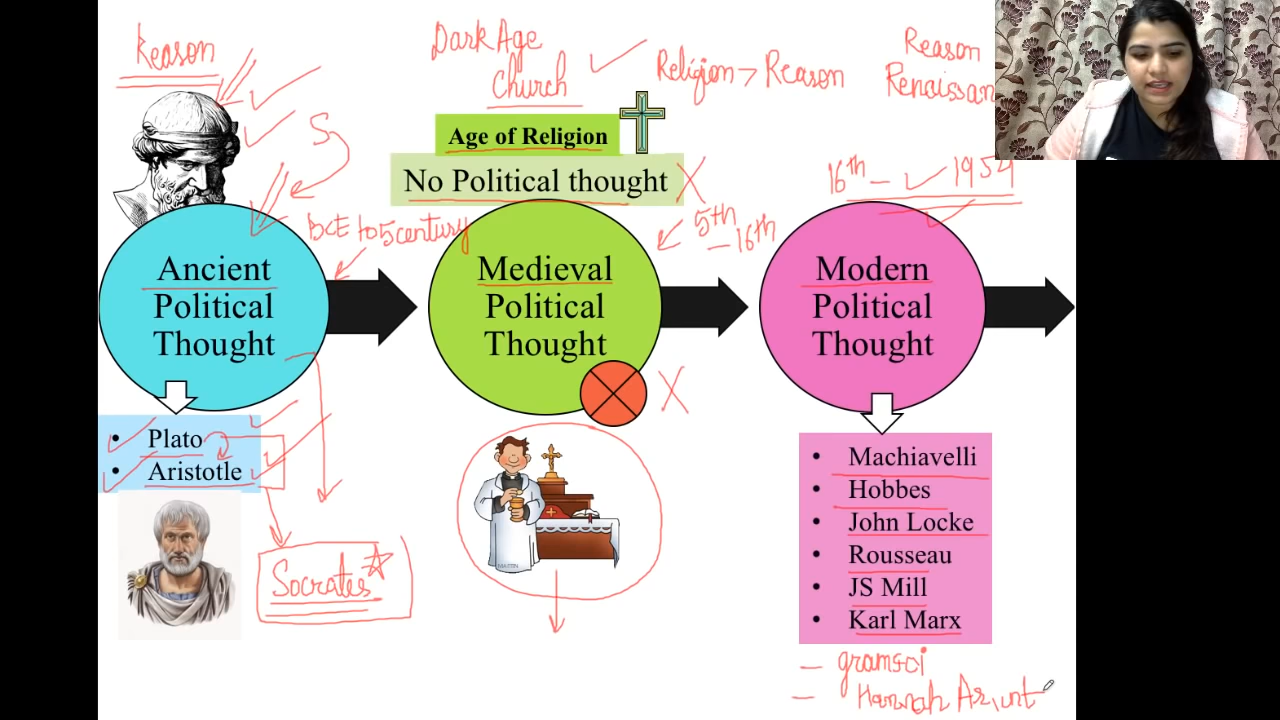 Reason
Dark Age
Church
Religion > Reason
Reason
Renaissan
Age of Religion
No Political thought
S
16th - 1954
BCE to 5century
5th
- 16th
Ancient
Political
Thought
Medieval
Political
Thought
Modern
Political
Thought
• Plato
• Aristotle
Socrates
MARTIN
• Machiavelli
• Hobbes
• John Locke
• Rousseau
• JS Mill
• Karl Marx
- gramsci
- Hannah